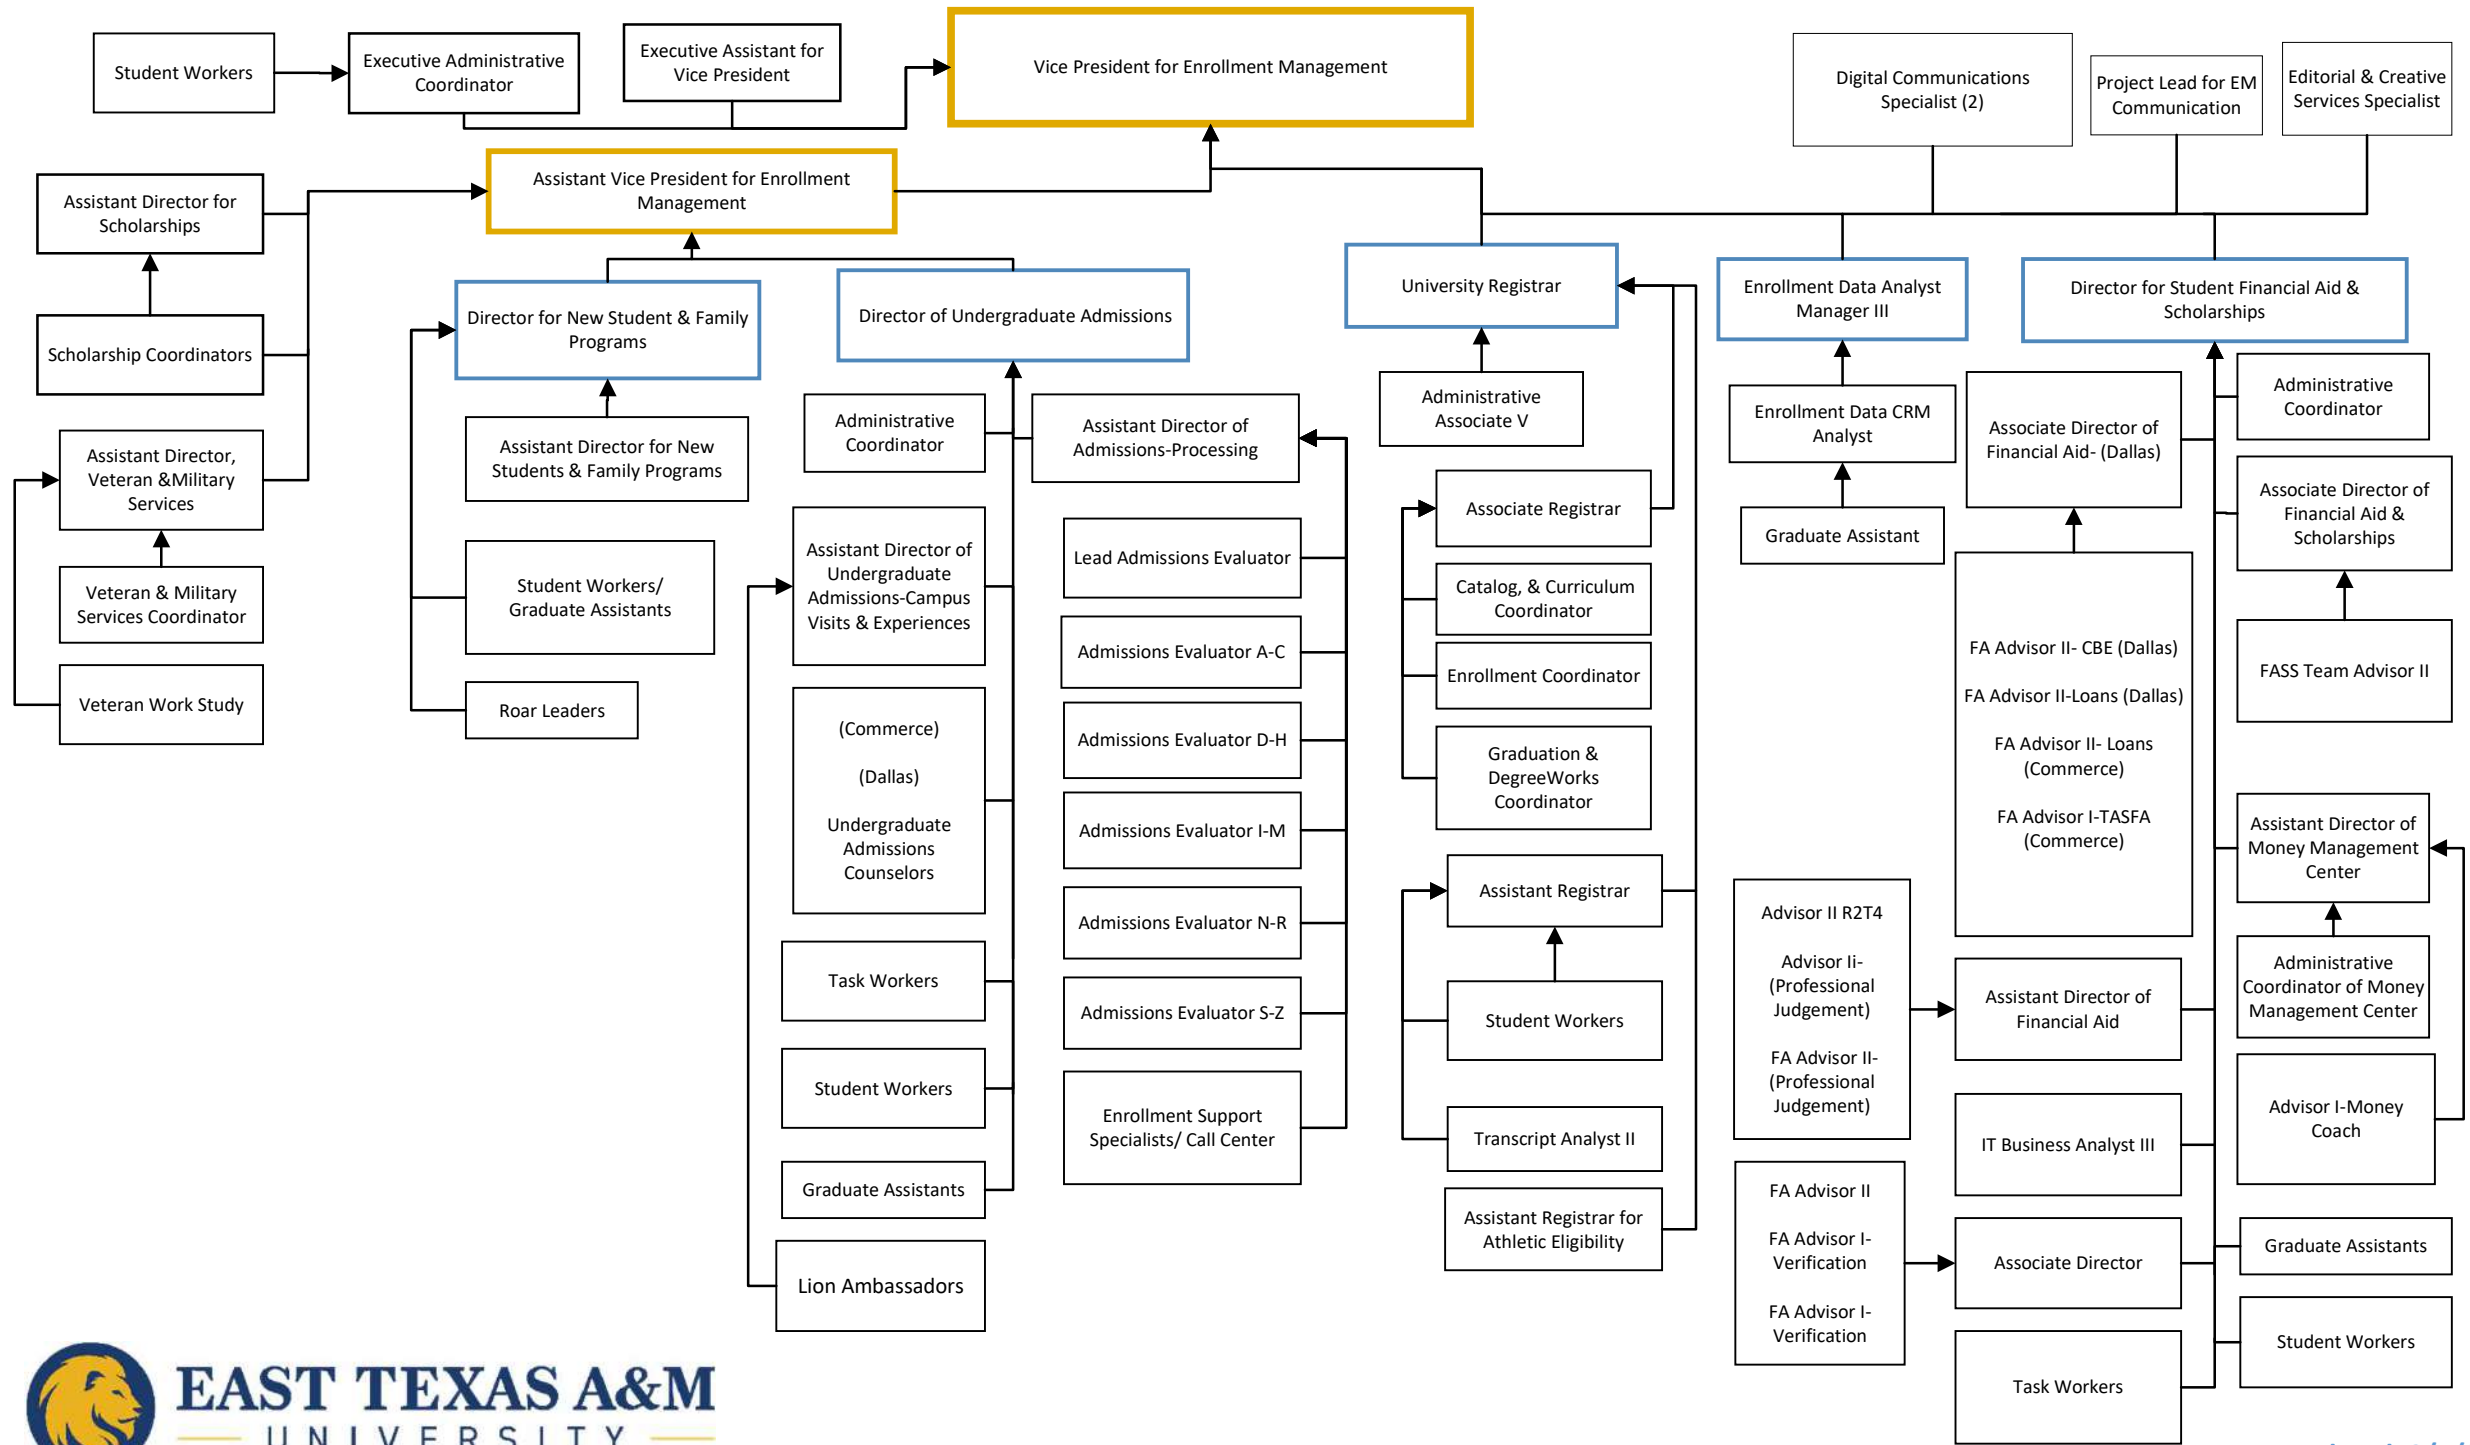 Student Workers
Executive Administrative
Coordinator
Executive Assistant for
Vice President
Vice President for Enrollment Management
Digital Communications
Specialist (2)
Project Lead for EM
Communication
Editorial & Creative
Services Specialist
Assistant Director for
Scholarships
Assistant Vice President for Enrollment
Management
Scholarship Coordinators
Director for New Student & Family
Programs
Director of Undergraduate Admissions
University Registrar
Enrollment Data Analyst
Manager III
Director for Student Financial Aid &
Scholarships
Assistant Director,
Veteran &Military
Services
Veteran & Military
Services Coordinator
Veteran Work Study
Assistant Director for New
Students & Family Programs
Student Workers/
Graduate Assistants
Roar Leaders
Administrative
Coordinator
Assistant Director of
Admissions-Processing
Assistant Director of
Undergraduate
Admissions-Campus
Visits & Experiences
(Commerce)
(Dallas)
Undergraduate
Admissions
Counselors
Task Workers
Student Workers
Graduate Assistants
Lion Ambassadors
Lead Admissions Evaluator
Admissions Evaluator A-C
Admissions Evaluator D-H
Admissions Evaluator I-M
Admissions Evaluator N-R
Admissions Evaluator S-Z
Enrollment Support
Specialists/ Call Center
Administrative
Associate V
Associate Registrar
Catalog, & Curriculum
Coordinator
Enrollment Coordinator
Graduation &
DegreeWorks
Coordinator
Assistant Registrar
Student Workers
Transcript Analyst II
Assistant Registrar for
Athletic Eligibility
Enrollment Data CRM
Analyst
Graduate Assistant
Associate Director of
Financial Aid- (Dallas)
FA Advisor II- CBE (Dallas)
FA Advisor II-Loans (Dallas)
FA Advisor II- Loans
(Commerce)
FA Advisor I-TASFA
(Commerce)
Advisor II R2T4
Advisor Ii-
(Professional
Judgement)
FA Advisor II-
(Professional
Judgement)
Assistant Director of
Financial Aid
IT Business Analyst III
FA Advisor II
FA Advisor I-
Verification
FA Advisor I-
Verification
Associate Director
Task Workers
Administrative
Coordinator
Associate Director of
Financial Aid &
Scholarships
FASS Team Advisor II
Assistant Director of
Money Management
Center
Administrative
Coordinator of Money
Management Center
Advisor I-Money
Coach
Graduate Assistants
Student Workers
EAST TEXAS A&M
UNIVERSITY